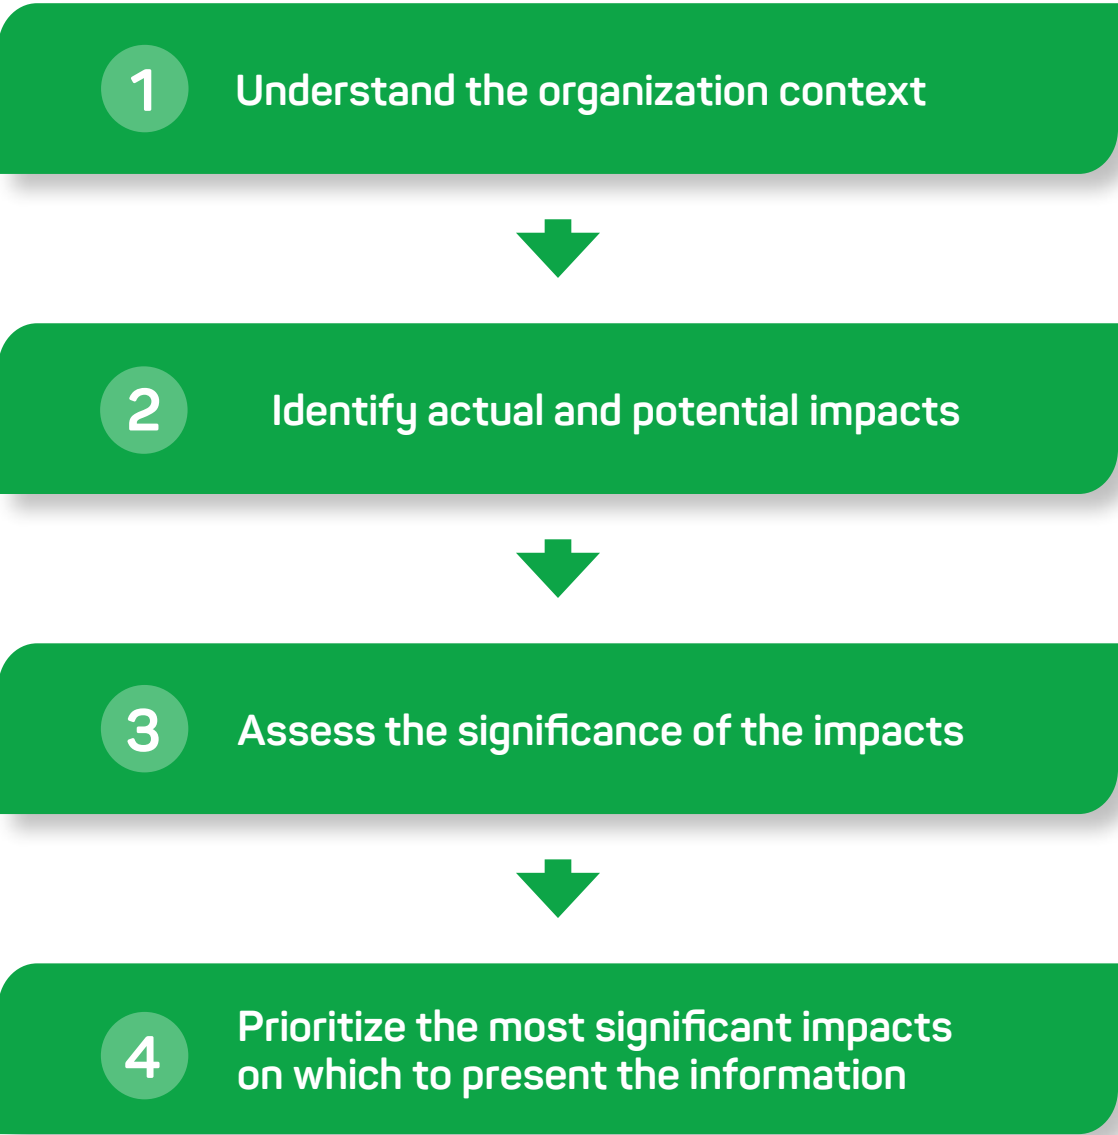 1
Understand the organization context
2
Identify actual and potential impacts
3
Assess the significance of the impacts
4
Prioritize the most significant impacts
on which to present the information